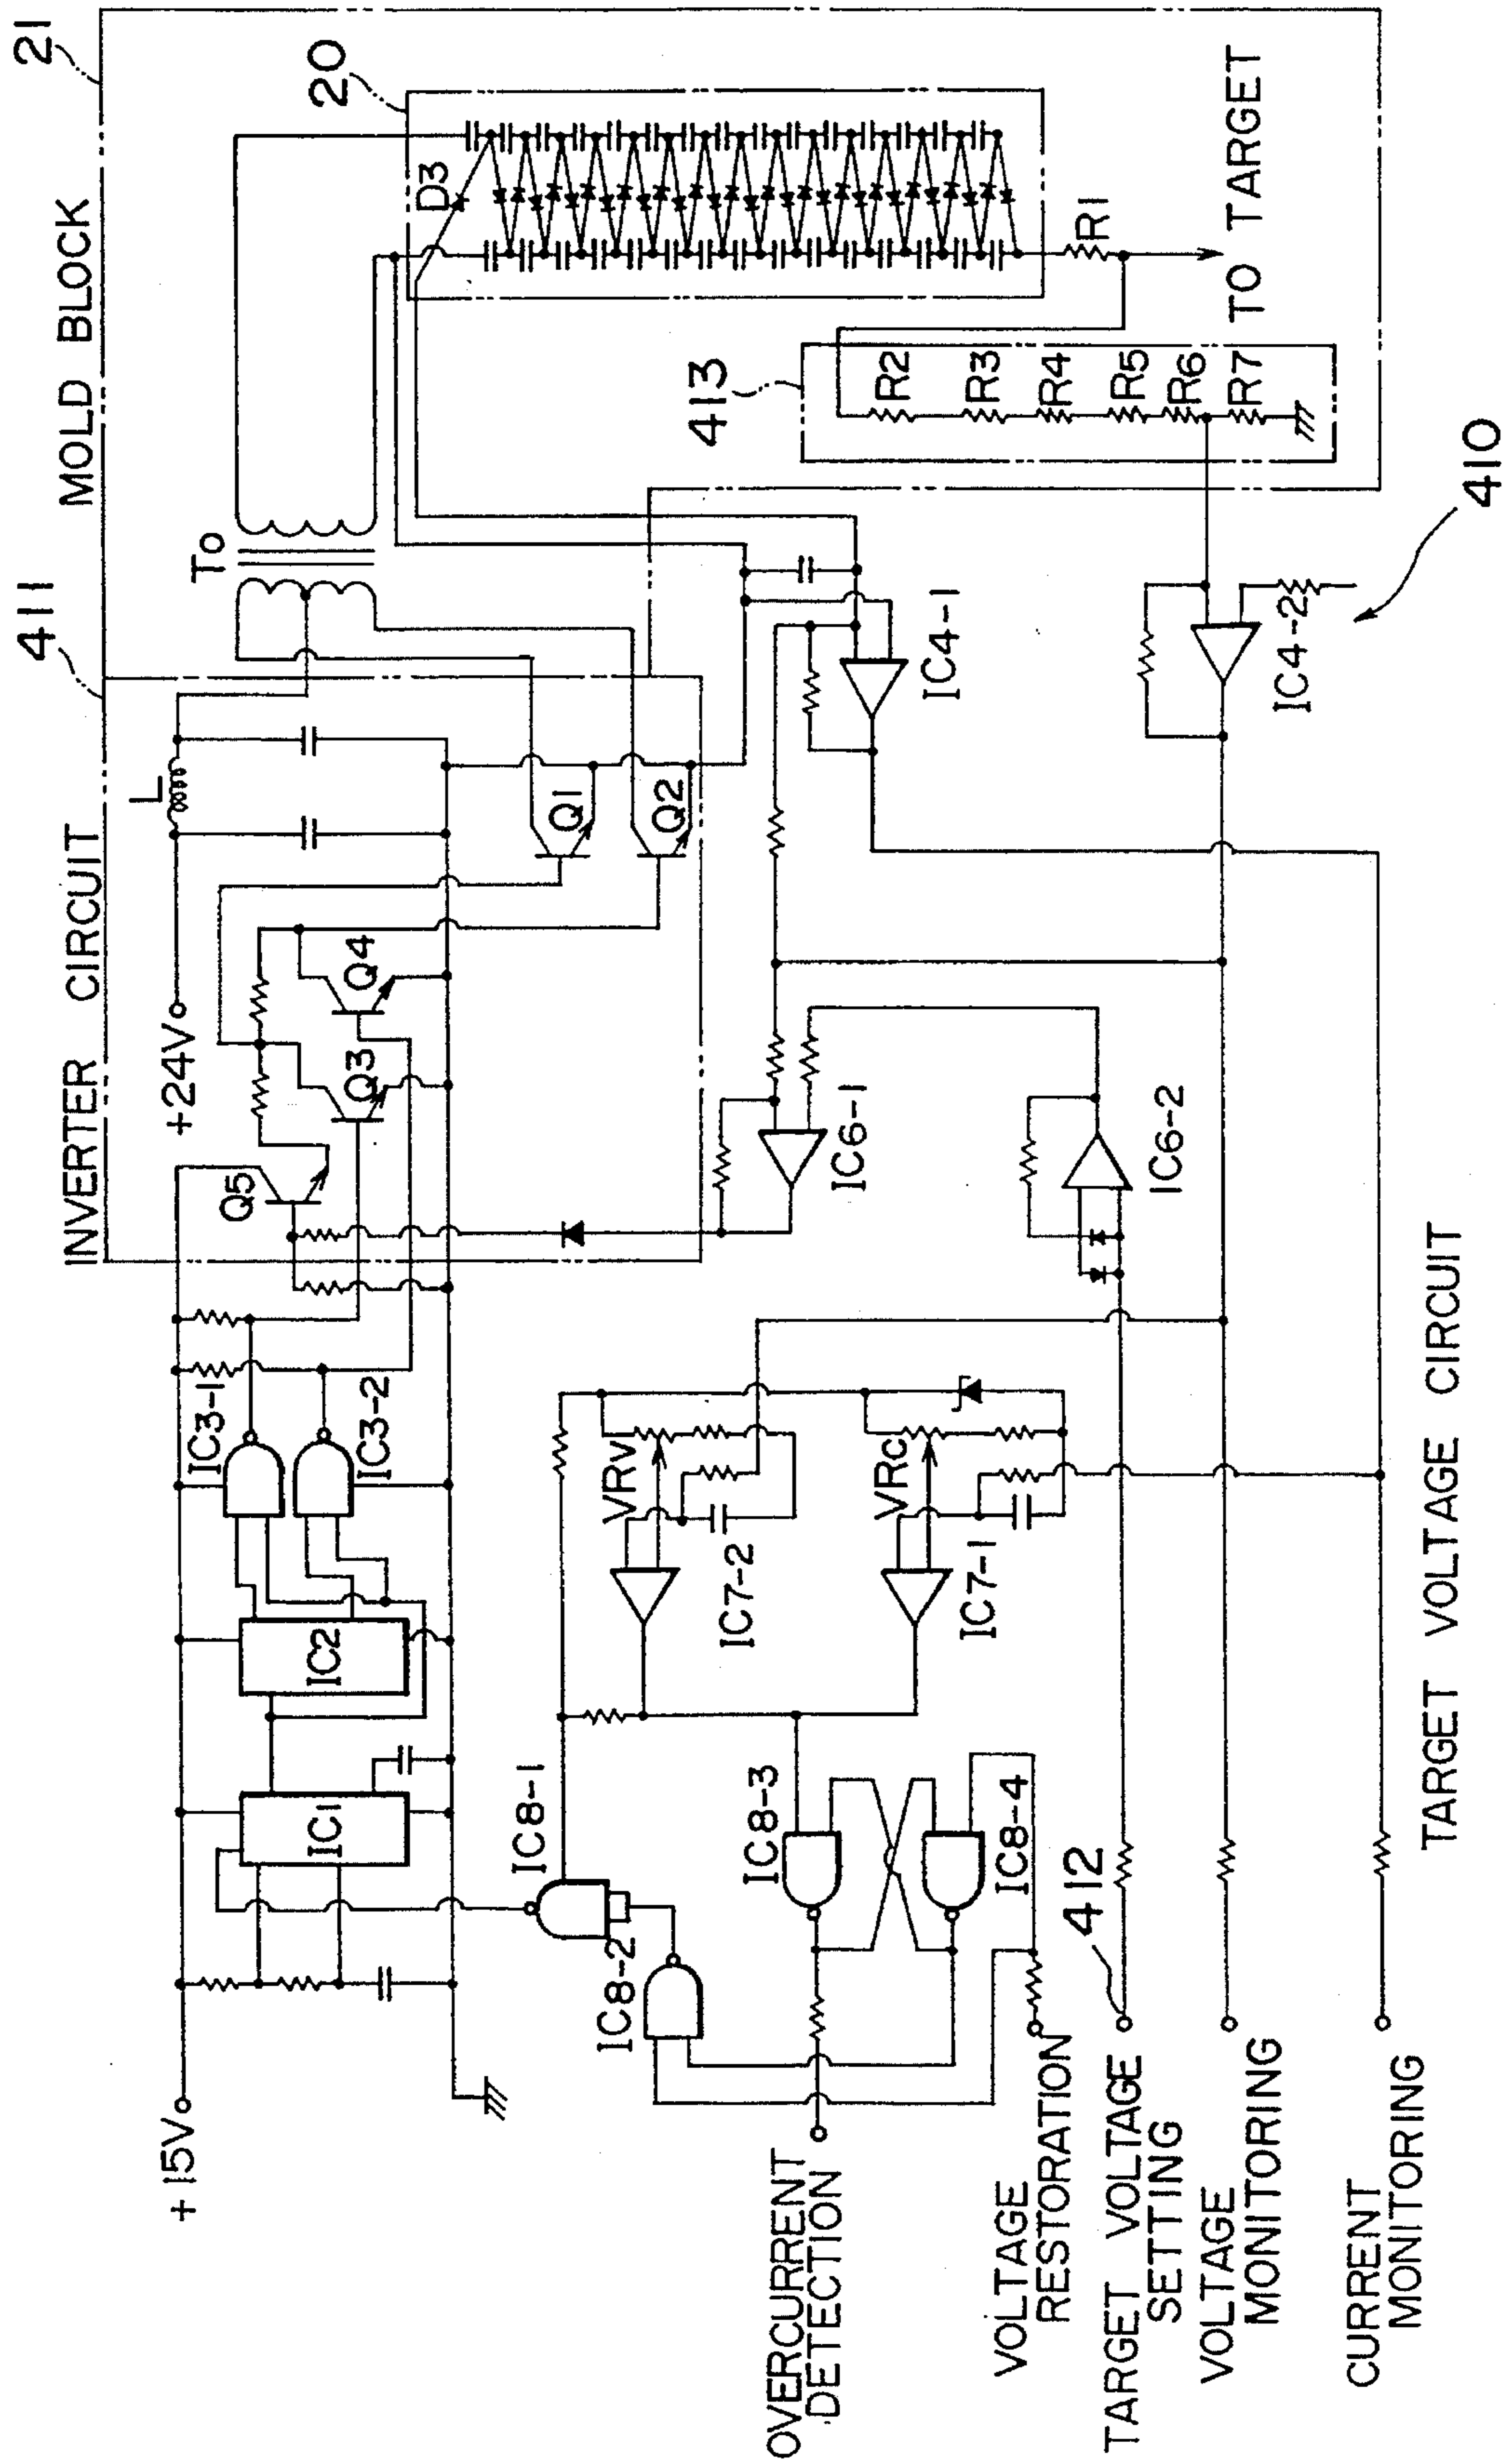 411
21
INVERTER CIRCUIT
MOLD BLOCK
+24V
L
To
20
D3
+15V
IC1
IC2
IC3-1
IC3-2
Q5
Q3
Q4
Q1
Q2
R1
TO TARGET
413
R2
R3
R4
R5
R6
R7
IC8-1
IC8-2
VRv
IC7-2
VRc
IC7-1
IC8-3
IC8-4
IC6-1
IC6-2
IC4-1
IC4-2
410
412
OVERCURRENT
DETECTION
VOLTAGE
RESTORATION
TARGET VOLTAGE
SETTING
VOLTAGE
MONITORING
CURRENT
MONITORING
TARGET VOLTAGE CIRCUIT